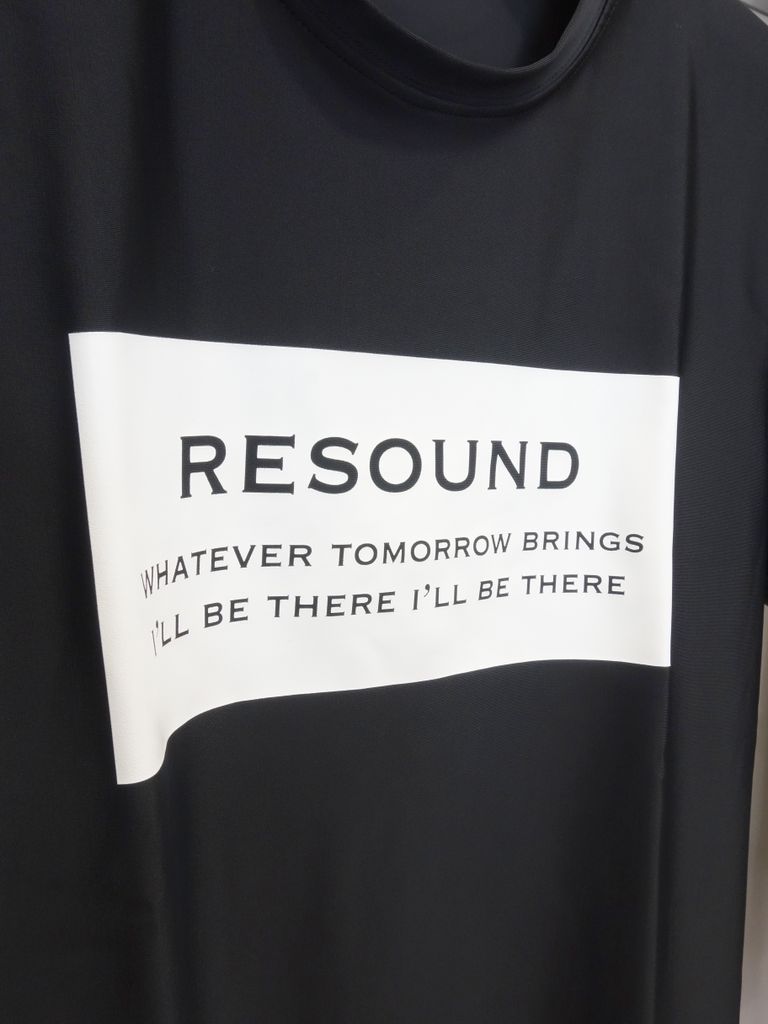 RESOUND
WHATEVER TOMORROW BRINGS
I'LL BE THERE I'LL BE THERE